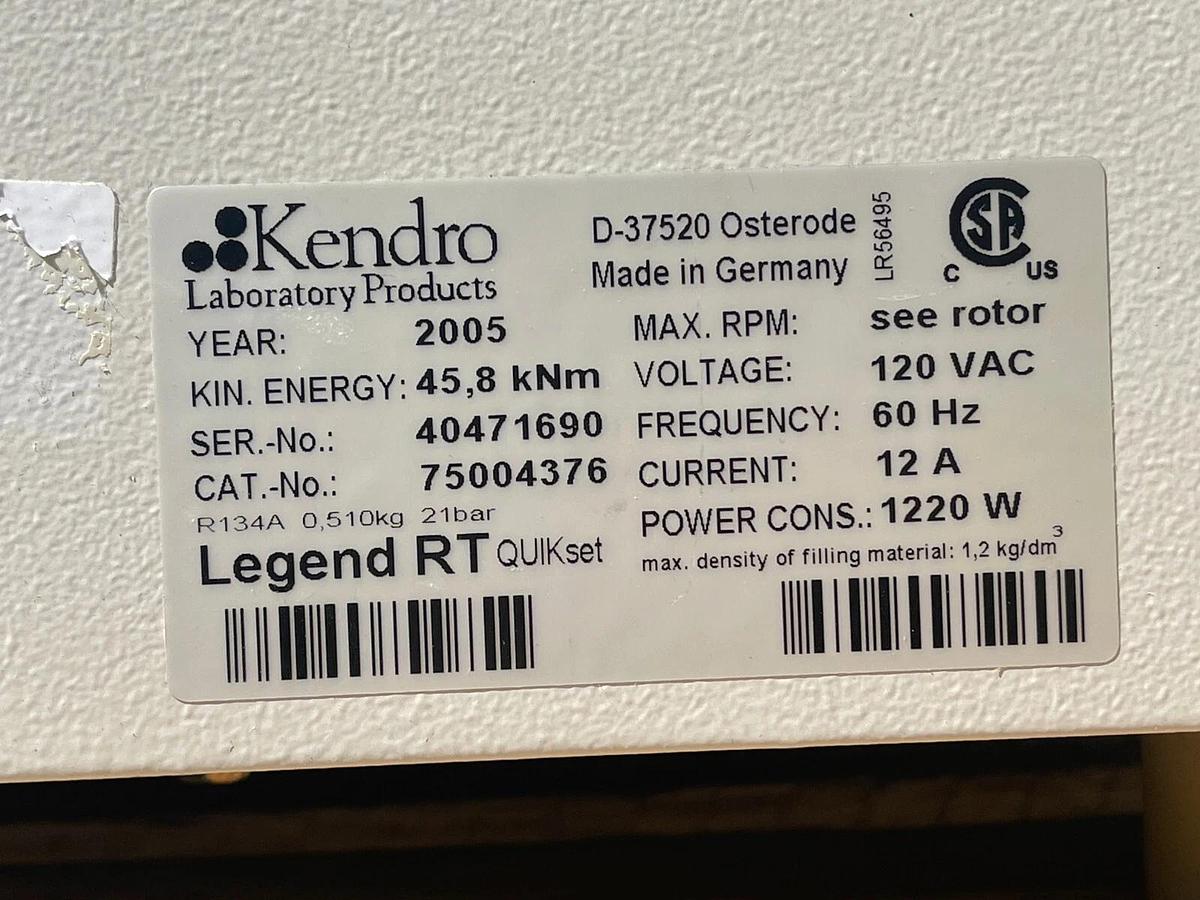 Kendro
Laboratory Products
D-37520 Osterode
Made in Germany
LR56495
CSA
C US
YEAR: 2005
KIN. ENERGY: 45,8 kNm
SER.-No.: 40471690
CAT.-No.: 75004376
R134A 0,510kg 21bar
Legend RT QUIKset
MAX. RPM: see rotor
VOLTAGE: 120 VAC
FREQUENCY: 60 Hz
CURRENT: 12 A
POWER CONS.: 1220 W
max. density of filling material: 1,2 kg/dm³